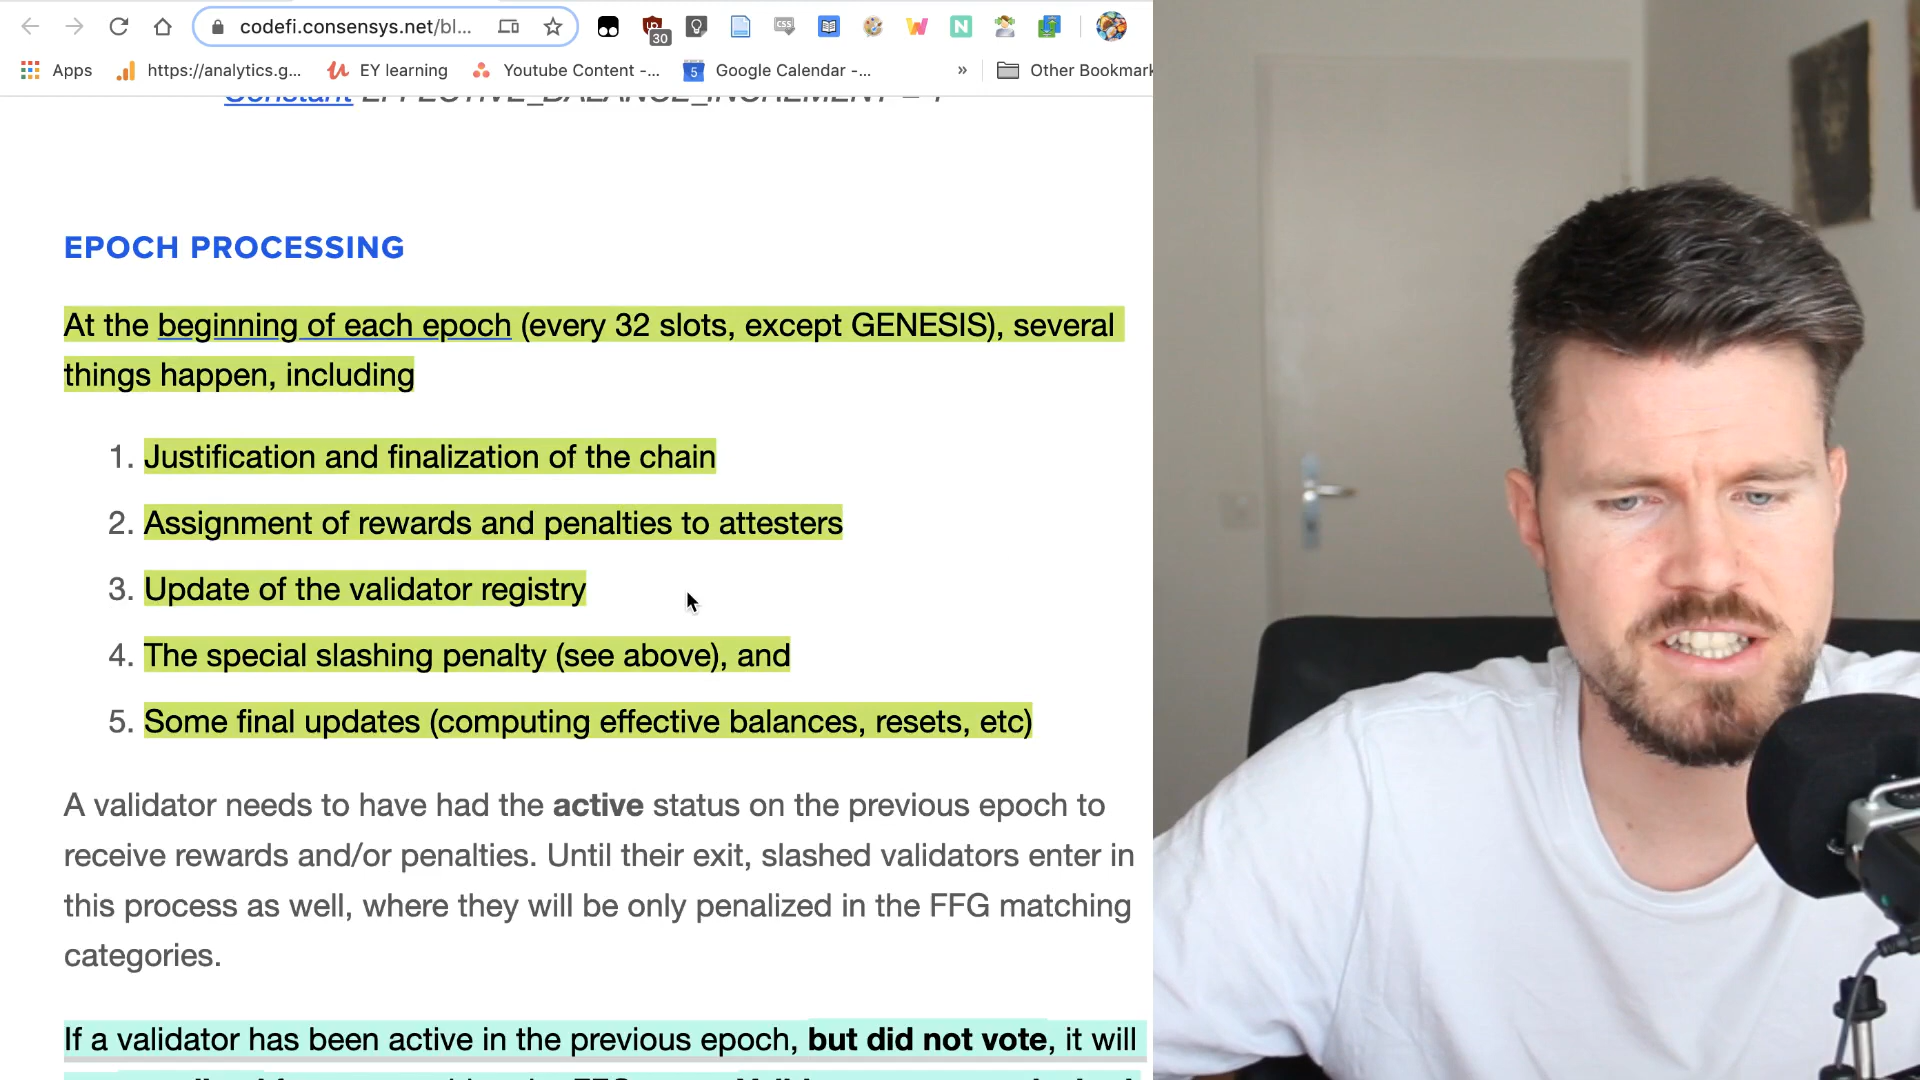 codefi.consensys.net/bl...
30
Apps
https://analytics.g...
EY learning
Youtube Content -...
5
Google Calendar -...
»
Other Bookmark
Constant EFFECTIVE_BALANCE_INCREMENT = 1
EPOCH PROCESSING
At the beginning of each epoch (every 32 slots, except GENESIS), several
things happen, including
1. Justification and finalization of the chain
2. Assignment of rewards and penalties to attesters
3. Update of the validator registry
4. The special slashing penalty (see above), and
5. Some final updates (computing effective balances, resets, etc)
A validator needs to have had the active status on the previous epoch to
receive rewards and/or penalties. Until their exit, slashed validators enter in
this process as well, where they will be only penalized in the FFG matching
categories.
If a validator has been active in the previous epoch, but did not vote, it will